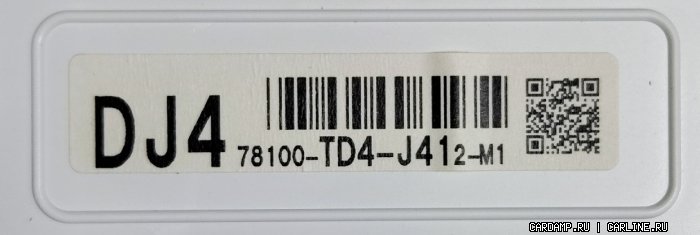 DJ4
78100-TD4-J412-M1
CARDAMP.RU | CARLINE.RU